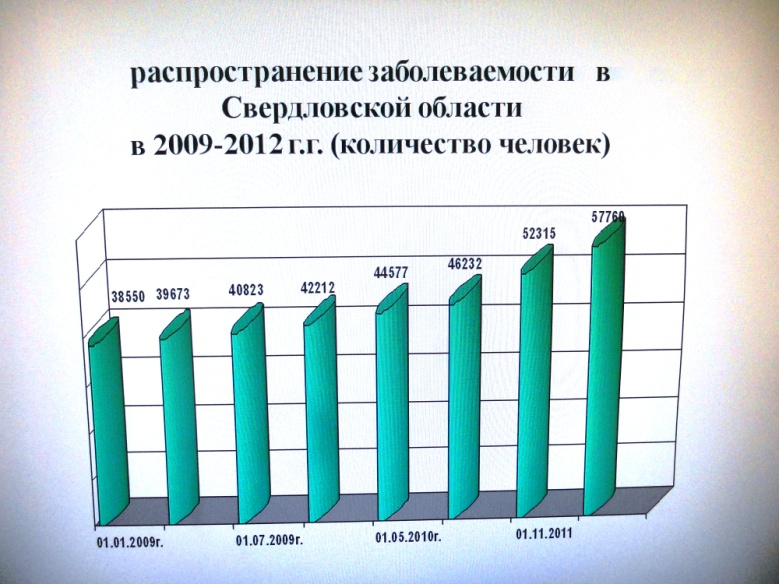 распространение заболеваемости в
Свердловской области
в 2009-2012 г.г. (количество человек)
38550 39673 40823 42212 44577 46232 52315 57760
01.01.2009г. 01.07.2009г. 01.05.2010г. 01.11.2011